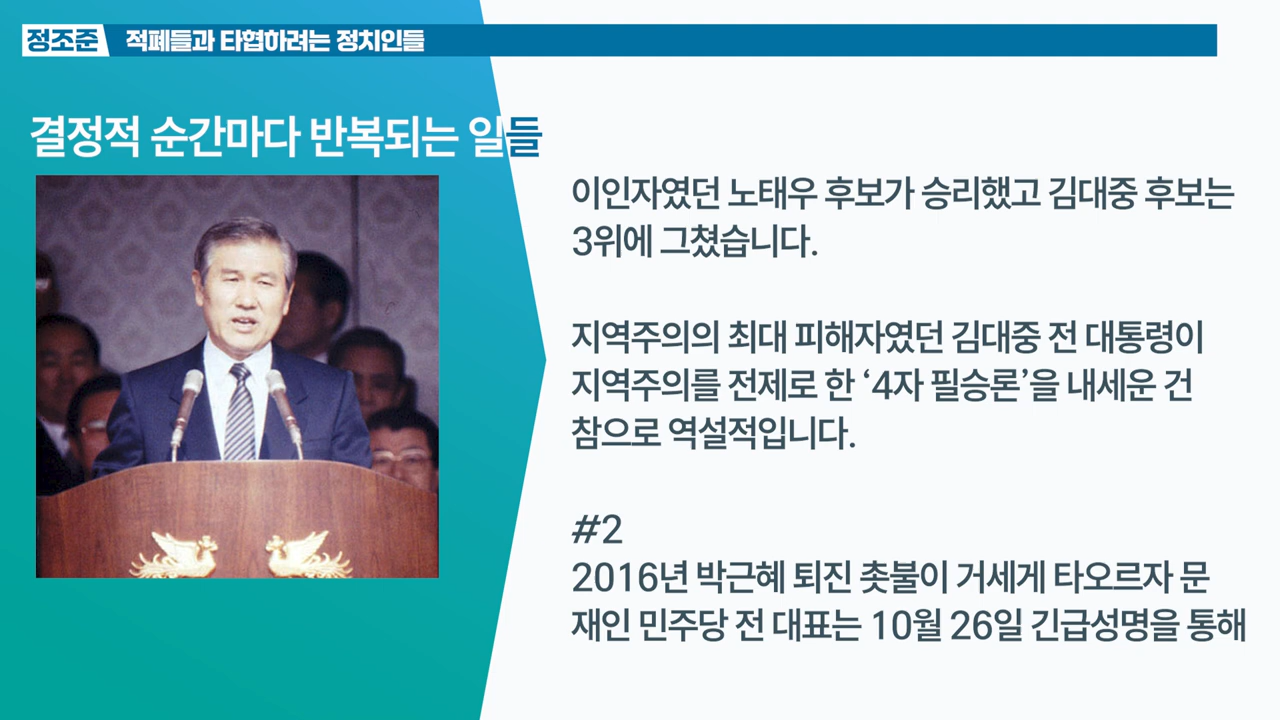 정조준 적폐들과 타협하려는 정치인들
결정적 순간마다 반복되는 일들
이인자였던 노태우 후보가 승리했고 김대중 후보는
3위에 그쳤습니다.
지역주의의 최대 피해자였던 김대중 전 대통령이
지역주의를 전제로 한 ‘4자 필승론’을 내세운 건
참으로 역설적입니다.
#2
2016년 박근혜 퇴진 촛불이 거세게 타오르자 문
재인 민주당 전 대표는 10월 26일 긴급성명을 통해